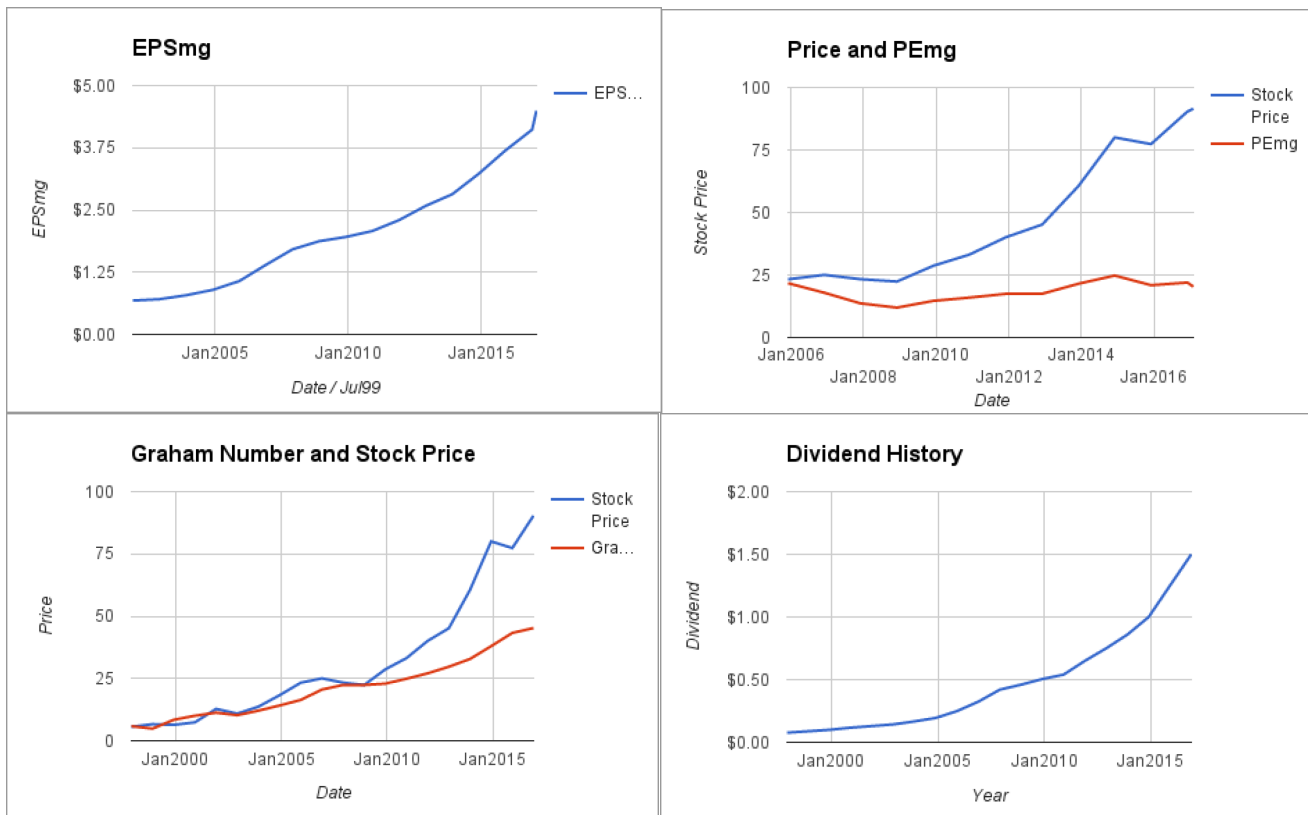 EPSmg
$5.00
$3.75
$2.50
$1.25
$0.00
EPSmg
Jan2005 Jan2010 Jan2015
Date / Jul99
EPS...
Price and PEmg
100
75
50
25
0
Stock Price
Jan2006 Jan2010 Jan2014
Jan2008 Jan2012 Jan2016
Date
Stock
Price
PEmg
Graham Number and Stock Price
100
75
50
25
0
Price
Jan2000 Jan2005 Jan2010 Jan2015
Date
Stock
Price
Gra...
Dividend History
$2.00
$1.50
$1.00
$0.50
$0.00
Dividend
Jan2000 Jan2005 Jan2010 Jan2015
Year